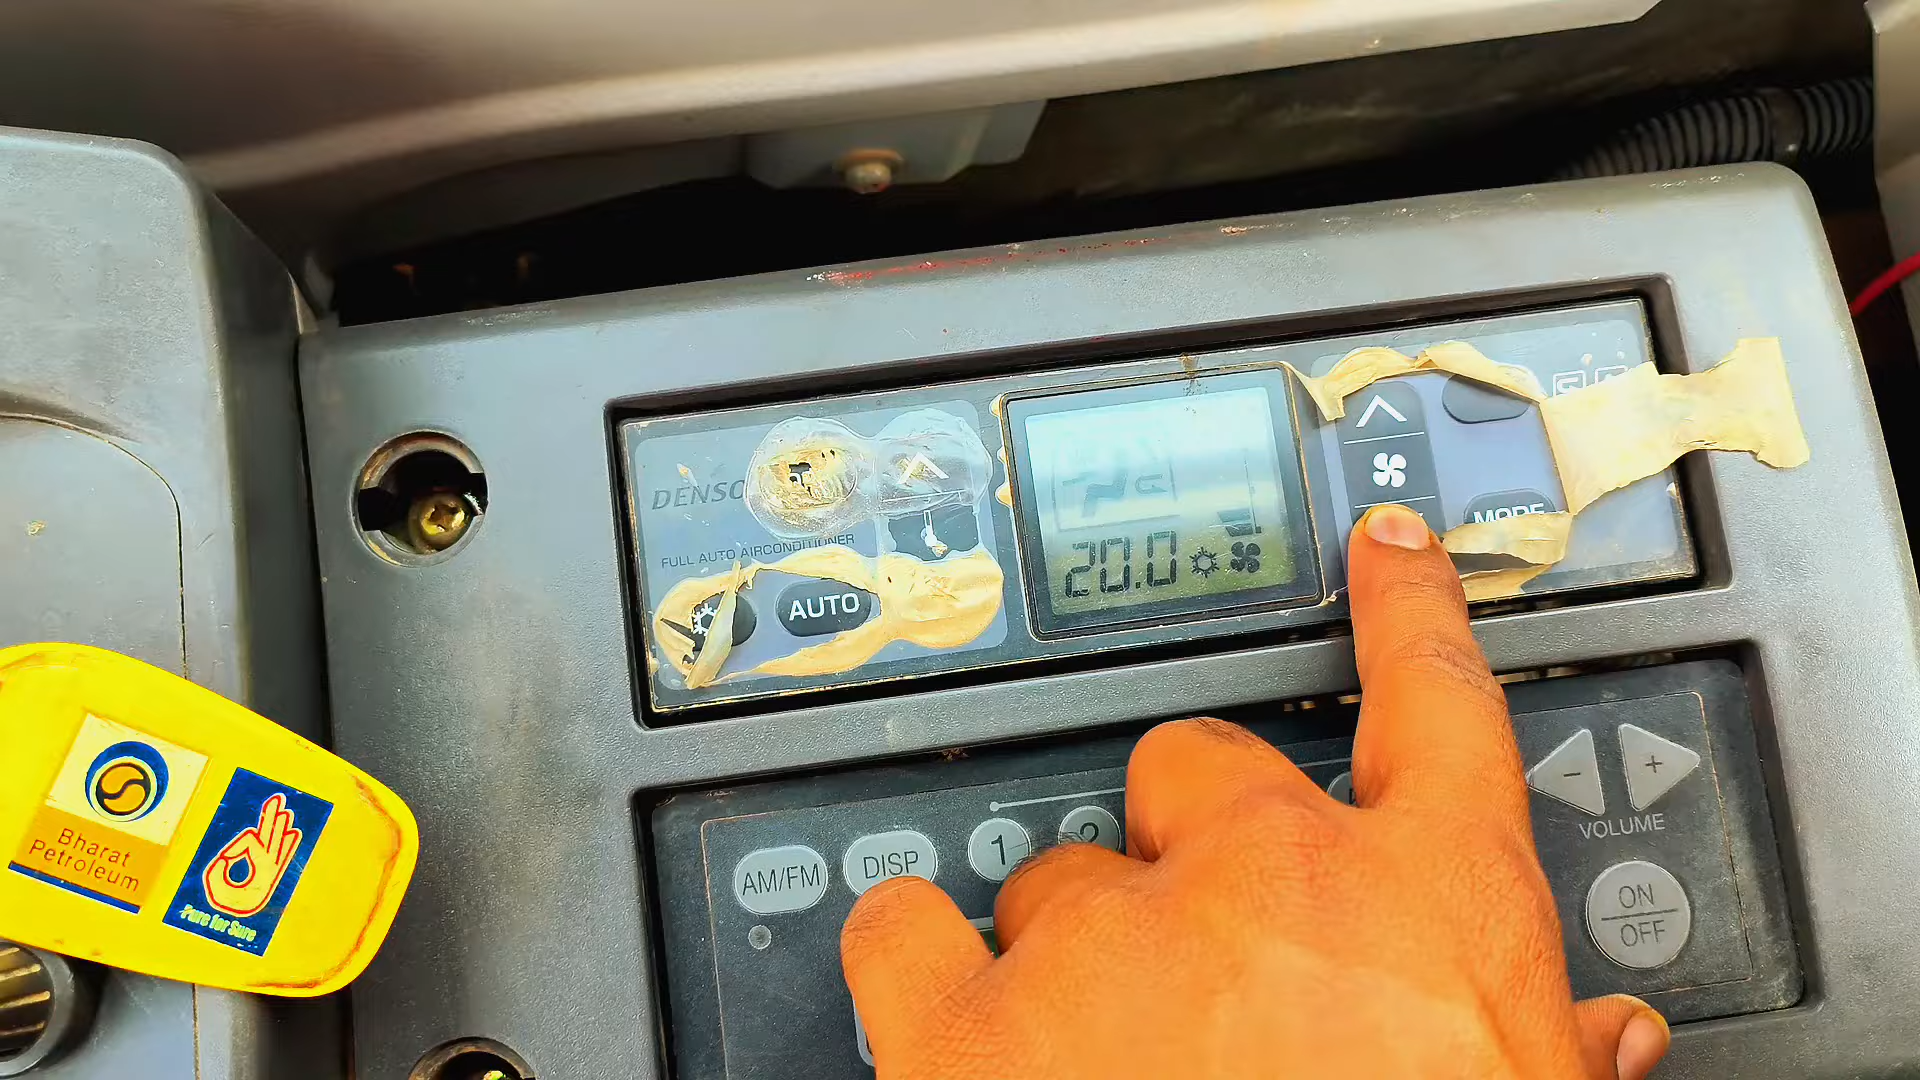 DENSO
FULL AUTO AIRCONDITIONER
AUTO
20.0
MODE
AM/FM
DISP
1
2
-
+
VOLUME
ON
OFF
Bharat
Petroleum
Pure for Sure